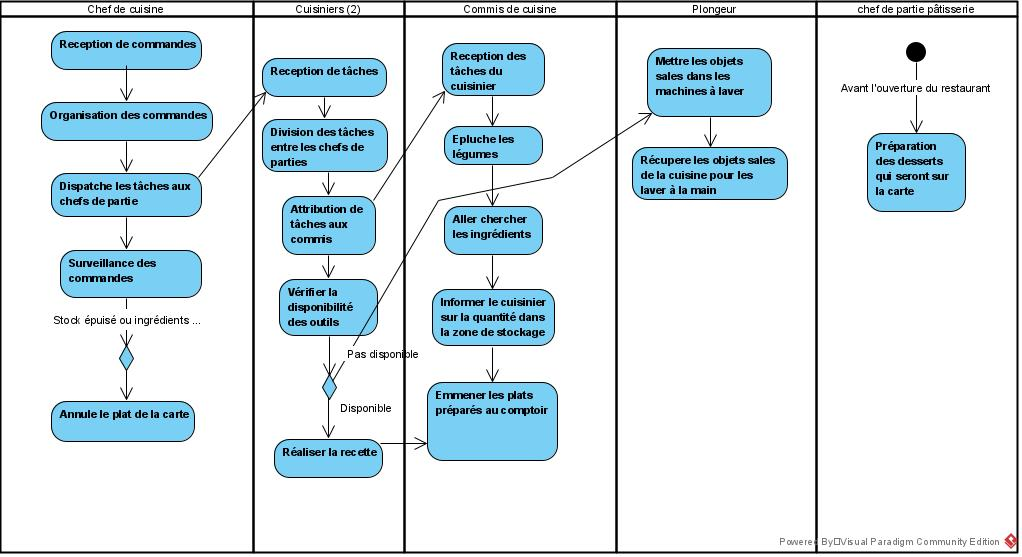 Chef de cuisine
Cuisiniers (2)
Commis de cuisine
Plongeur
chef de partie pâtisserie
Reception de commandes
Organisation des commandes
Dispatche les tâches aux
chefs de partie
Surveillance des
commandes
Stock épuisé ou ingrédients ...
Annule le plat de la carte
Reception de tâches
Division des tâches
entre les chefs de
parties
Attribution de
tâches aux
commis
Vérifier la
disponibilité
des outils
Pas disponible
Disponible
Réaliser la recette
Reception des
tâches du
cuisinier
Epluche les
légumes
Aller chercher
les ingrédients
Informer le cuisinier
sur la quantité dans
la zone de stockage
Emmener les plats
préparés au comptoir
Mettre les objets
sales dans les
machines à laver
Récupere les objets sales
de la cuisine pour les
laver à la main
Avant l'ouverture du restaurant
Préparation
des desserts
qui seront sur
la carte
Powered By Visual Paradigm Community Edition